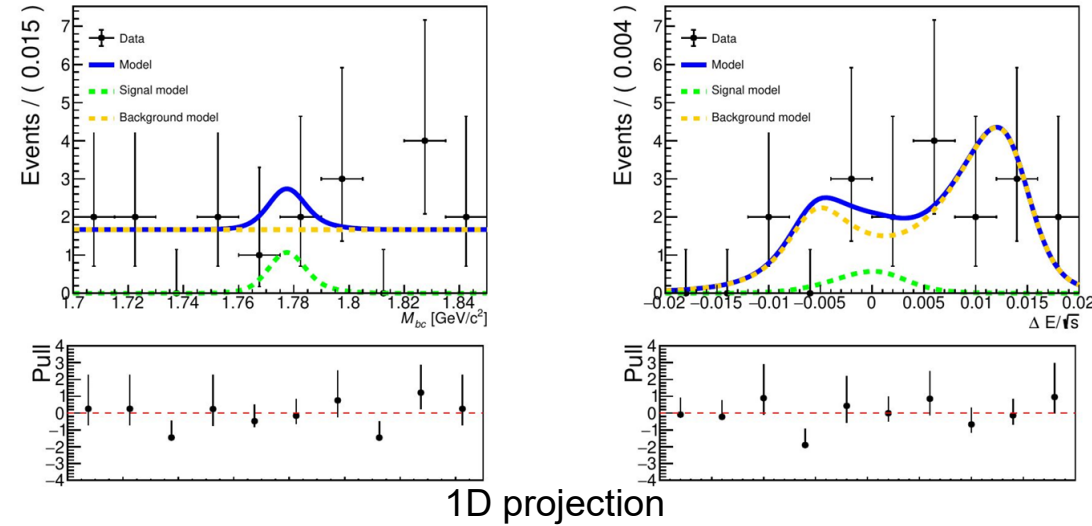 Events / ( 0.015
7
6
5
4
3
2
1
0
Data
Model
Signal model
Background model
1.7 1.72 1.74 1.76 1.78 1.8 1.82 1.84
M_bc [GeV/c²]
Events / ( 0.004
7
6
5
4
3
2
1
0
Data
Model
Signal model
Background model
−0.02 −0.015 −0.01 −0.005 0 0.005 0.01 0.015 0.02
Δ E/√s
Pull
4
3
2
1
0
−1
−2
−3
−4
Pull
4
3
2
1
0
−1
−2
−3
−4
1D projection